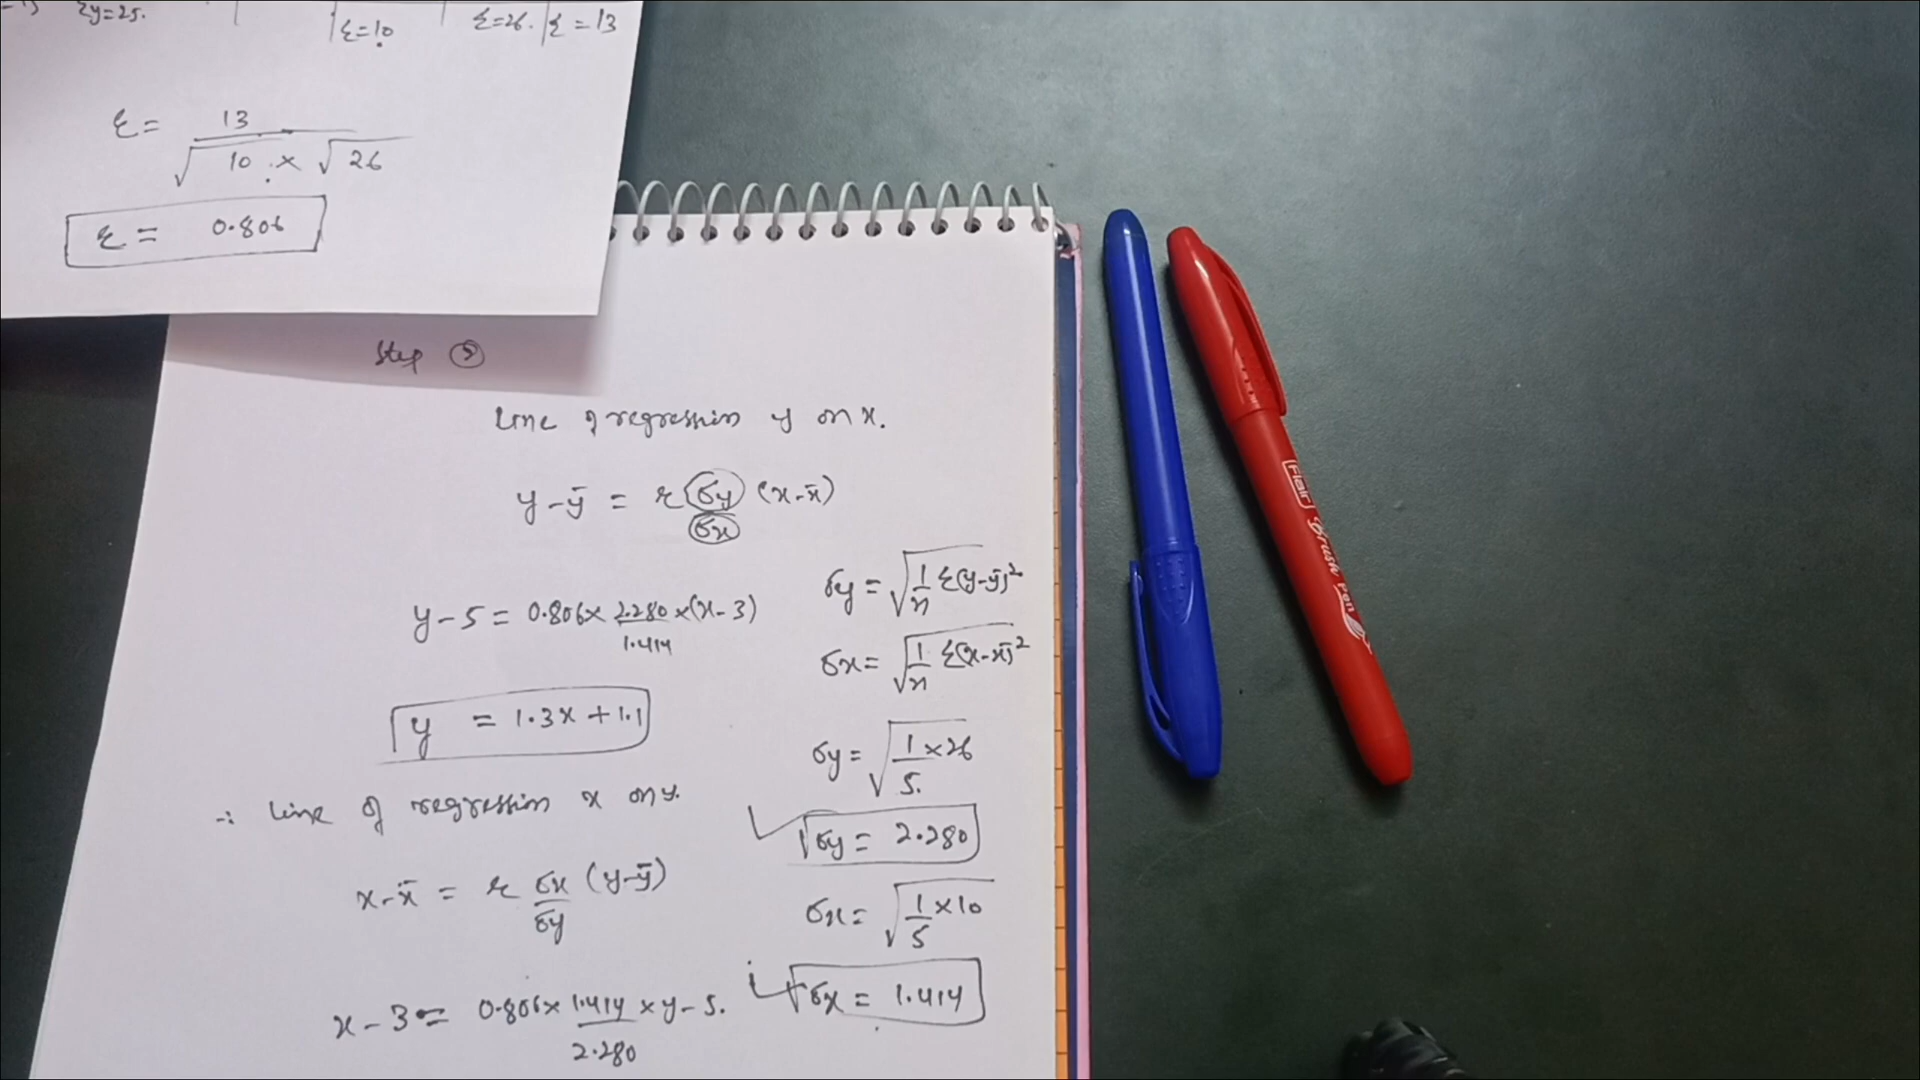 Σy=25.
Σ=10
Σ=26.
Σ=13
r = 13
√10 × √26
r = 0.806
Step ⑤
Line of regression y on x.
y - ȳ = r σy (x - x̄)
σx
σy = √1/n Σ(y-ȳ)²
y - 5 = 0.806 × 2.280 × (x - 3)
1.414
σx = √1/n Σ(x-x̄)²
y = 1.3x + 1.1
σy = √1/5 × 26
∴ Line of regression x on y.
σy = 2.280
x - x̄ = r σx (y-ȳ)
σy
σx = √1/5 × 10
σx = 1.414
x - 3 = 0.806 × 1.414 × y - 5.
2.280
Flair
Brush Pen